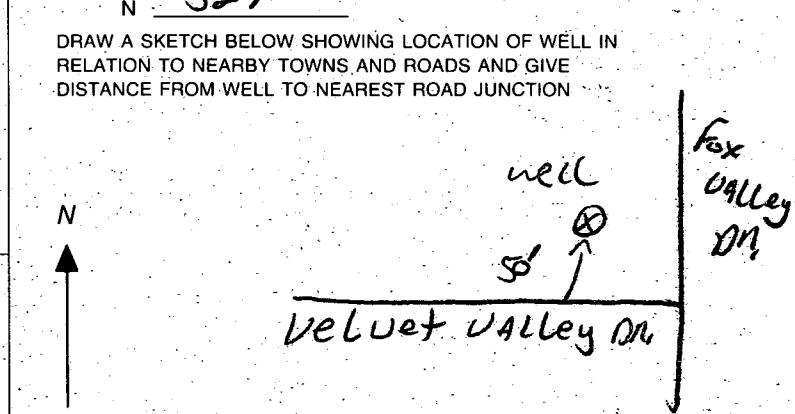 N
DRAW A SKETCH BELOW SHOWING LOCATION OF WELL IN
RELATION TO NEARBY TOWNS AND ROADS AND GIVE
DISTANCE FROM WELL TO NEAREST ROAD JUNCTION
Fox
Valley
Dr.
well
N
50'
Velvet Valley Dr.